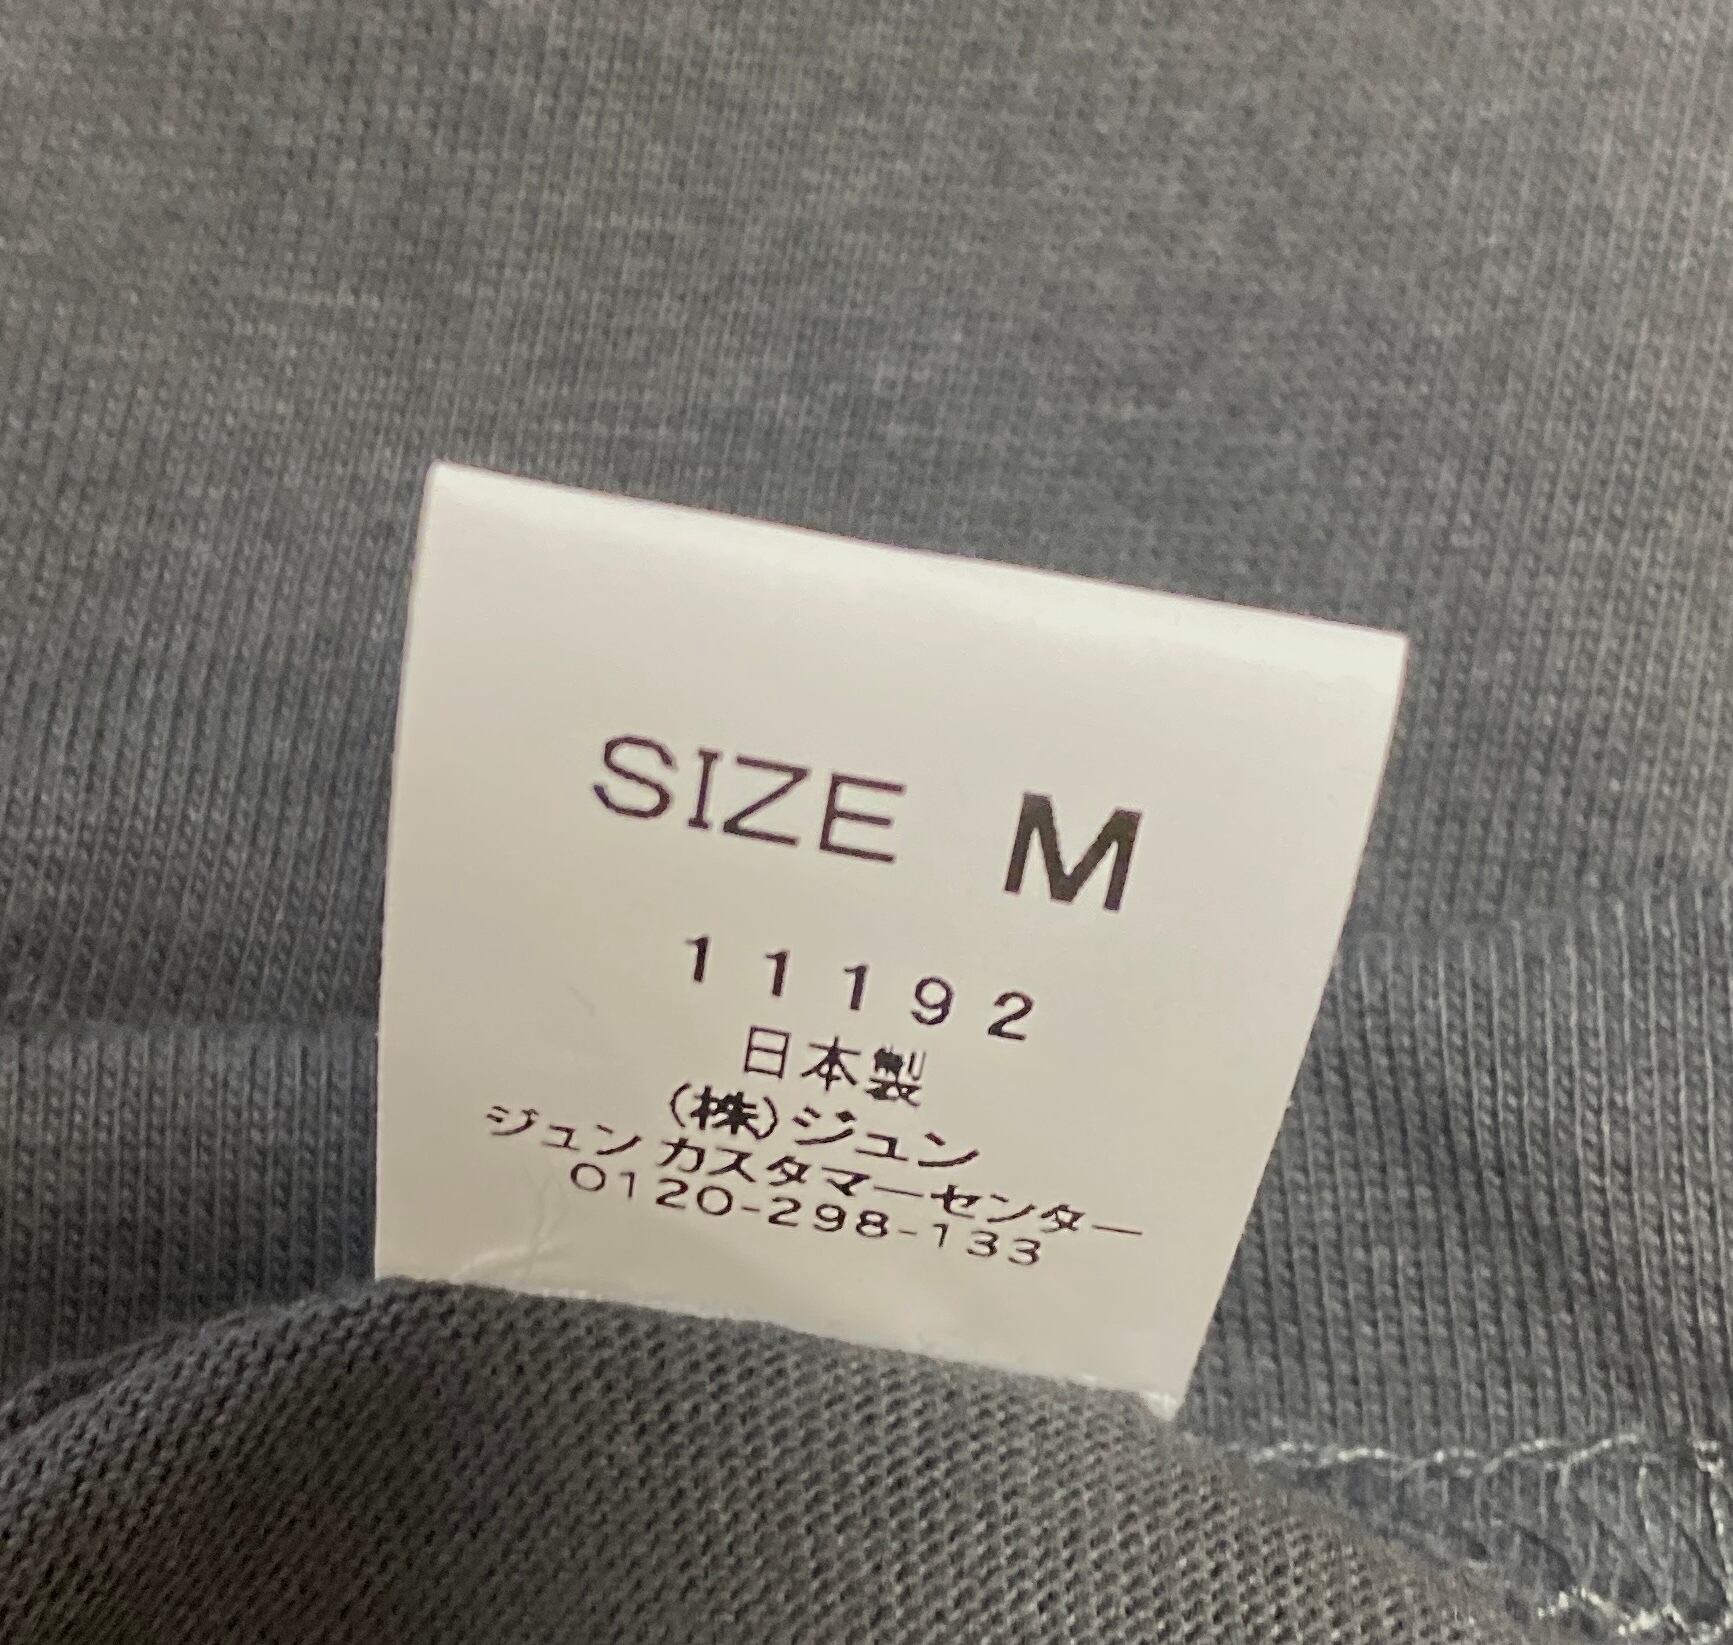 SIZE M
11192
日本製
(株)ジュン
ジュンカスタマーセンター
0120-298-133